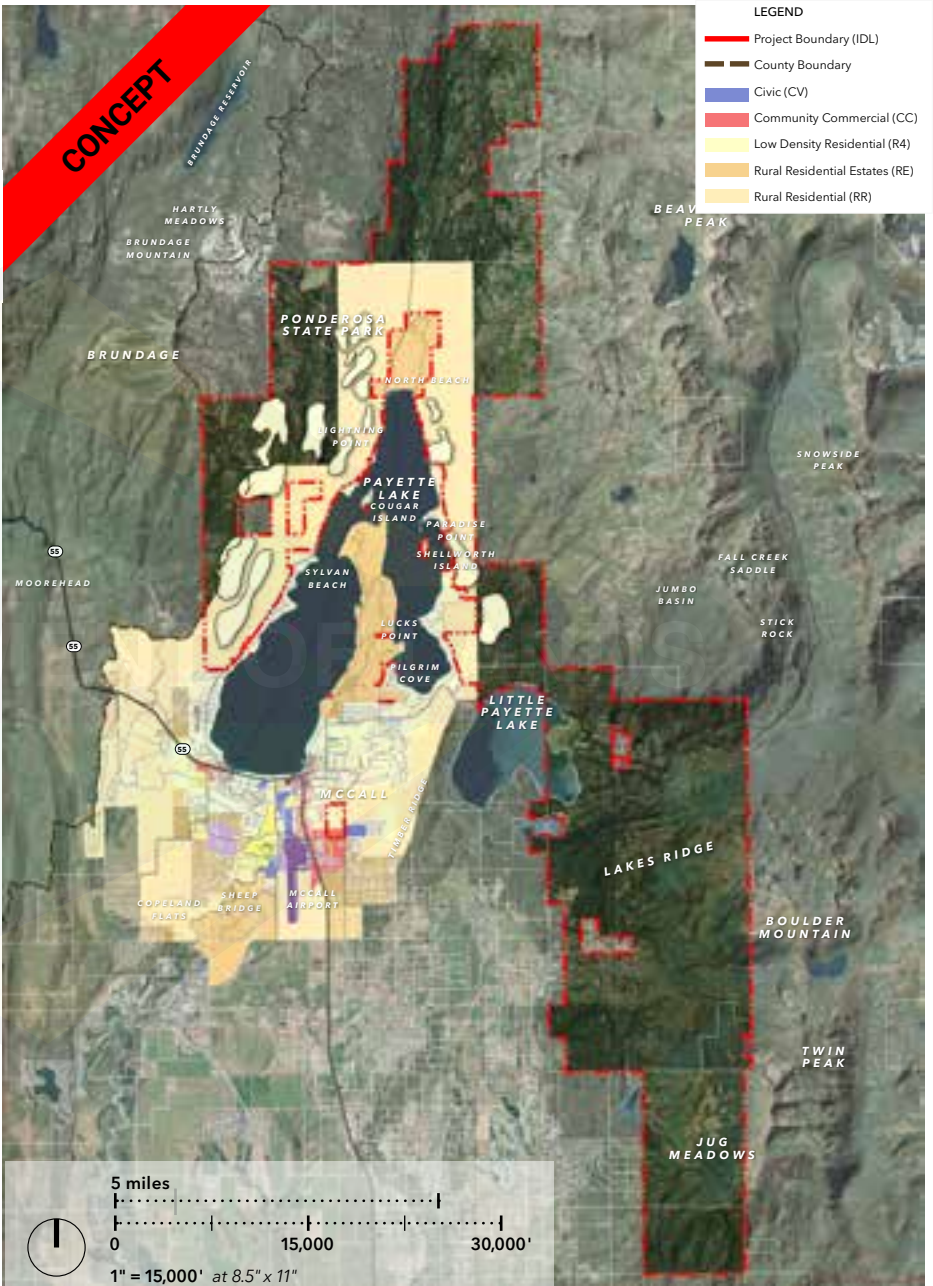 CONCEPT
LEGEND
Project Boundary (IDL)
County Boundary
Civic (CV)
Community Commercial (CC)
Low Density Residential (R4)
Rural Residential Estates (RE)
Rural Residential (RR)
BRUNDAGE RESERVOIR
HARTLY
MEADOWS
BRUNDAGE
MOUNTAIN
PEAK
PONDEROSA
STATE PARK
BRUNDAGE
NORTH BEACH
LIGHTNING
POINT
SNOWSIDE
PEAK
PAYETTE
LAKE
COUGAR
ISLAND
PARADISE
POINT
55
SHELLWORTH
ISLAND
FALL CREEK
SADDLE
MOOREHEAD
SYLVAN
BEACH
JUMBO
BASIN
LUCKS
POINT
STICK
ROCK
55
PILGRIM
COVE
LITTLE
PAYETTE
LAKE
55
MCCALL
TIMBER RIDGE
LAKES RIDGE
COPELAND
FLATS
SHEEP
BRIDGE
MCCALL
AIRPORT
BOULDER
MOUNTAIN
TWIN
PEAK
JUG
MEADOWS
5 miles
0
15,000
30,000'
1" = 15,000' at 8.5" x 11"